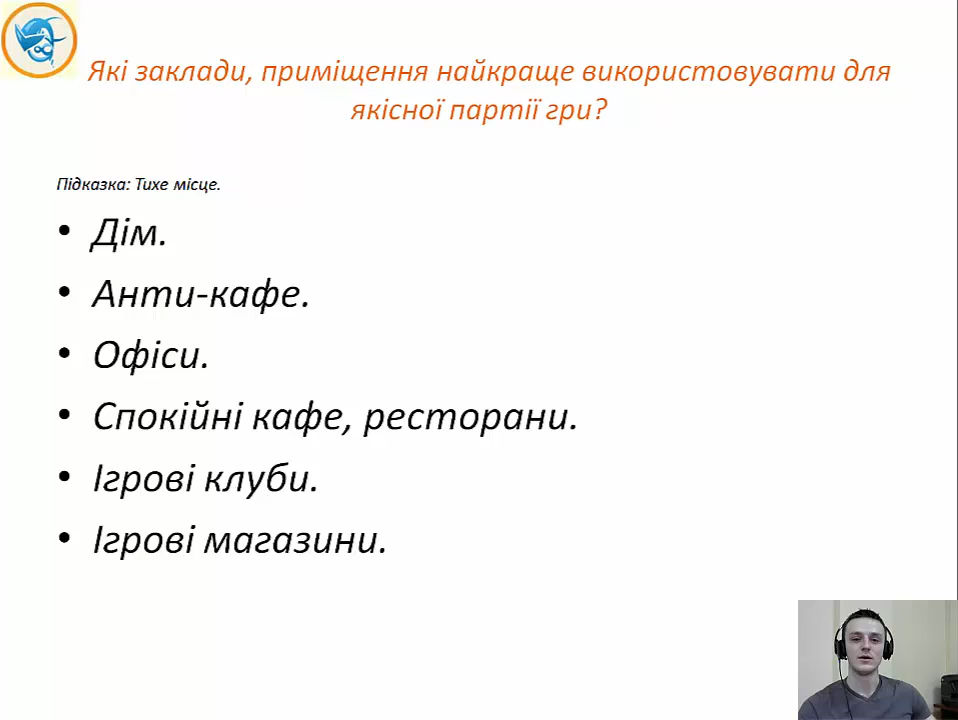 Які заклади, приміщення найкраще використовувати для
якісної партії гри?
Підказка: Тихе місце.
• Дім.
• Анти-кафе.
• Офіси.
• Спокійні кафе, ресторани.
• Ігрові клуби.
• Ігрові магазини.